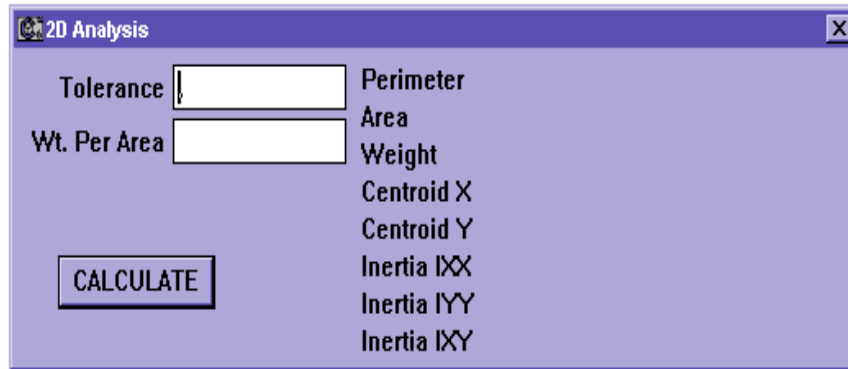 2D Analysis
Tolerance
Wt. Per Area
CALCULATE
Perimeter
Area
Weight
Centroid X
Centroid Y
Inertia IXX
Inertia IYY
Inertia IXY